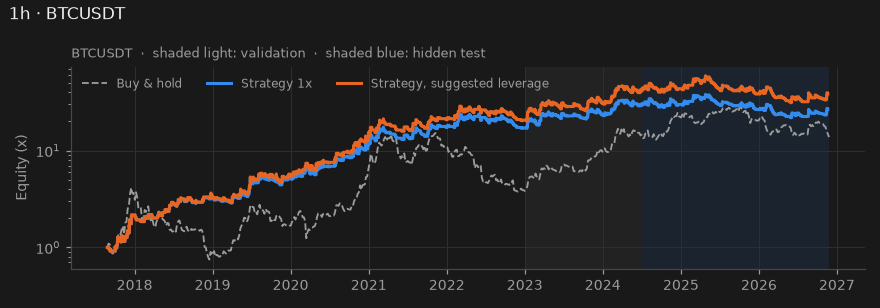 1h · BTCUSDT
BTCUSDT · shaded light: validation · shaded blue: hidden test
Buy & hold Strategy 1x Strategy, suggested leverage
Equity (x)
10¹
10⁰
2018 2019 2020 2021 2022 2023 2024 2025 2026 2027